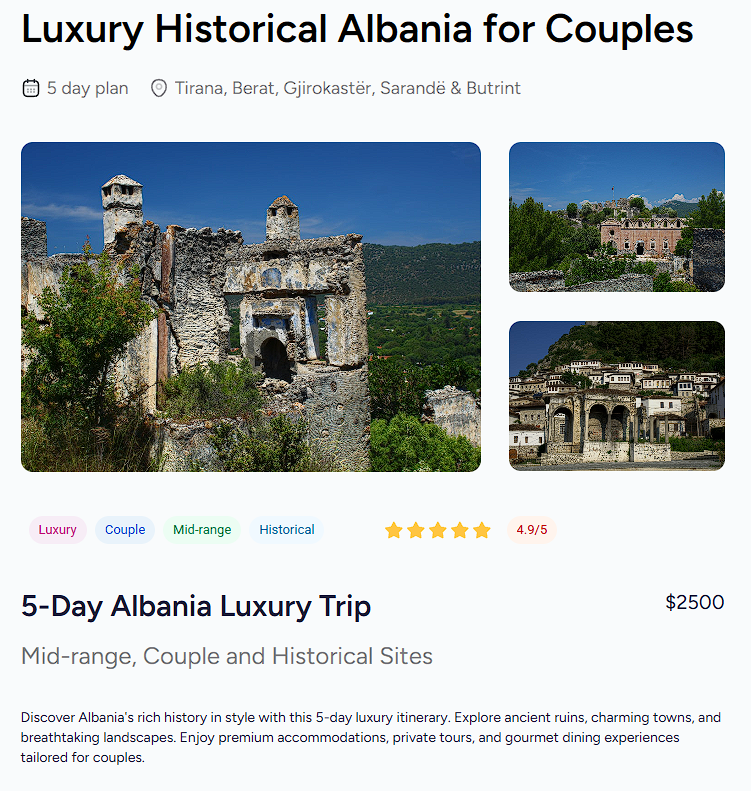 Luxury Historical Albania for Couples
5 day plan Tirana, Berat, Gjirokastër, Sarandë & Butrint
Luxury Couple Mid-range Historical 4.9/5
5-Day Albania Luxury Trip $2500
Mid-range, Couple and Historical Sites
Discover Albania's rich history in style with this 5-day luxury itinerary. Explore ancient ruins, charming towns, and
breathtaking landscapes. Enjoy premium accommodations, private tours, and gourmet dining experiences
tailored for couples.